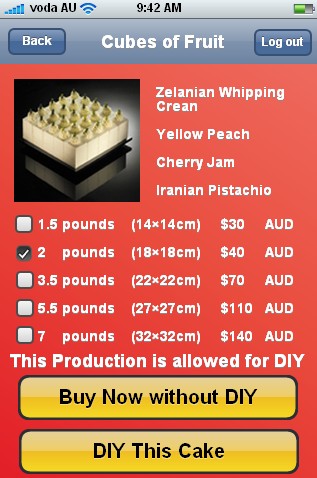 voda AU 9:42 AM
Back Cubes of Fruit Log out
Zelanian Whipping
Crean
Yellow Peach
Cherry Jam
Iranian Pistachio
1.5 pounds (14×14cm) $30 AUD
2 pounds (18×18cm) $40 AUD
3.5 pounds (22×22cm) $70 AUD
5.5 pounds (27×27cm) $110 AUD
7 pounds (32×32cm) $140 AUD
This Production is allowed for DIY
Buy Now without DIY
DIY This Cake